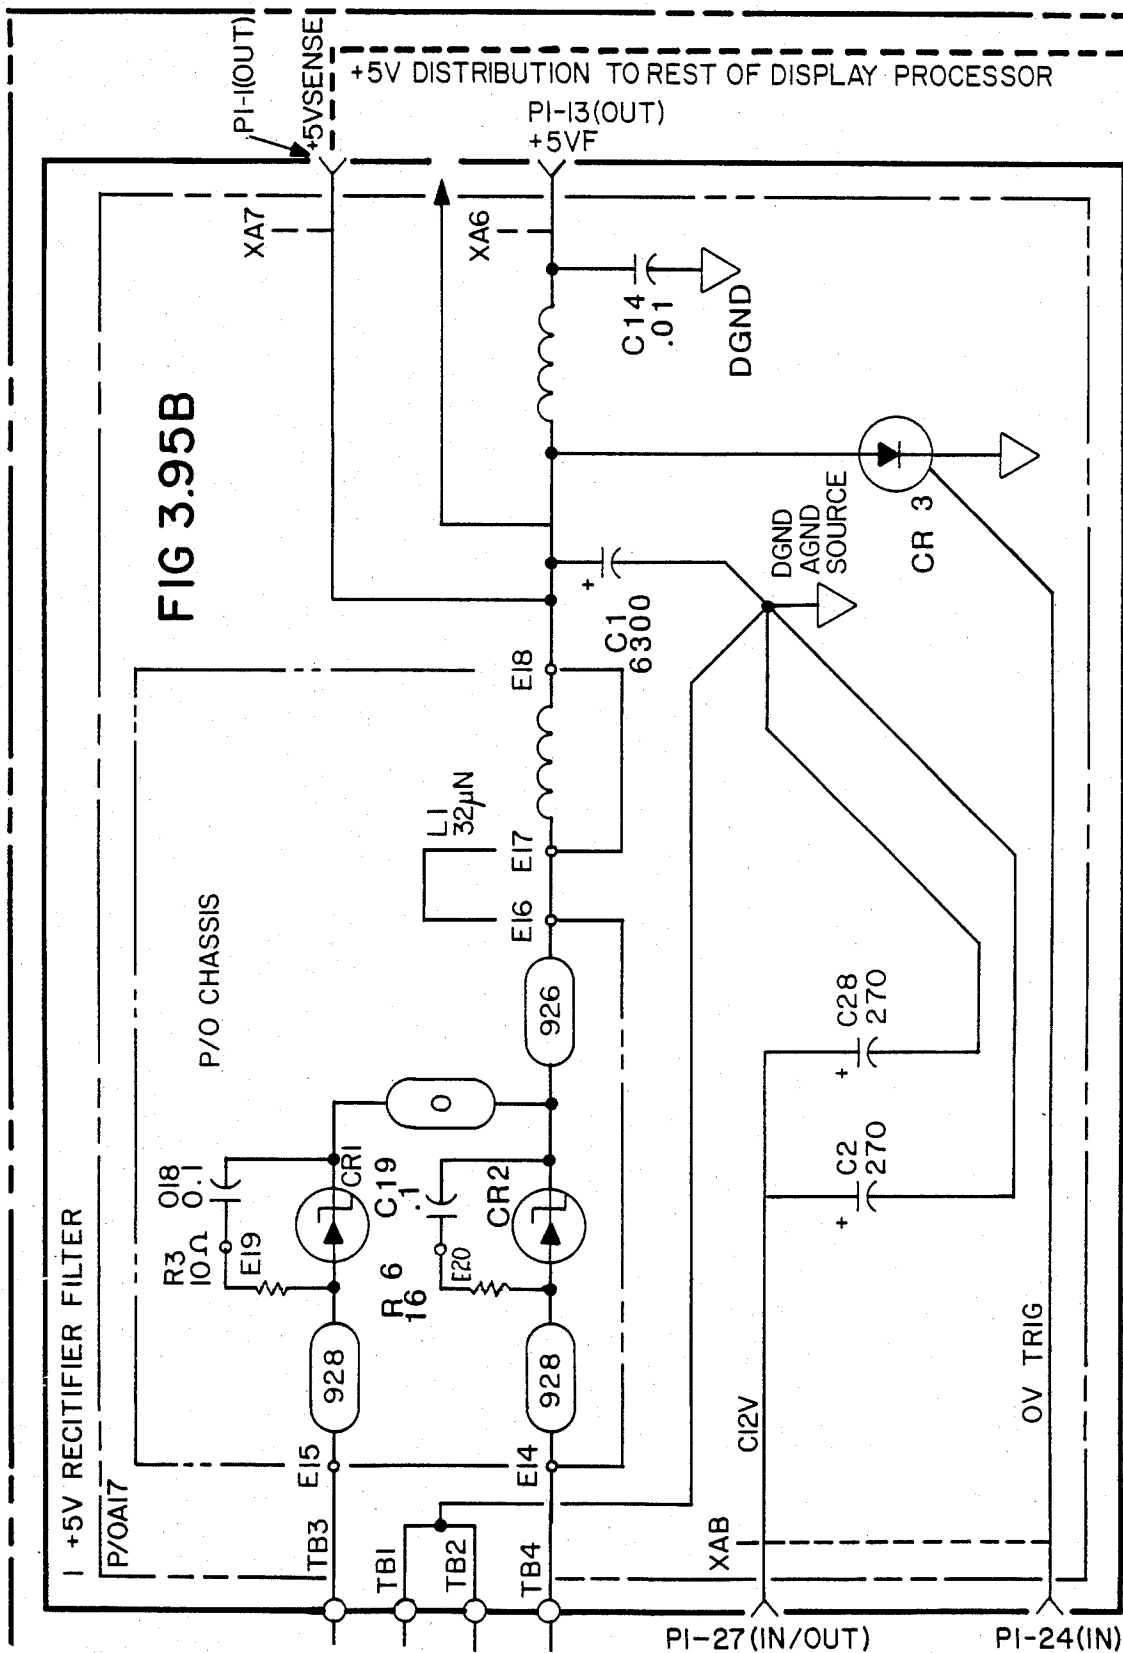 +5V DISTRIBUTION TO REST OF DISPLAY PROCESSOR
P1-13(OUT)
+5VF
P1-1(OUT)
+5VSENSE
XA7
XA6
C14
.01
DGND
FIG 3.95B
DGND
AGND
SOURCE
CR 3
+
C1
6300
E18
L1
32µN
E17
E16
P/O CHASSIS
926
0
C28
270
+
C2
270
+
O18
0.1
CR1
R3
10Ω
E19
C19
.1
CR2
R 6
16
E20
928
928
1 +5V RECITIFIER FILTER
P/OA17
E15
E14
TB3
TB1
TB2
TB4
C12V
XAB
OV TRIG
P1-27(IN/OUT)
P1-24(IN)